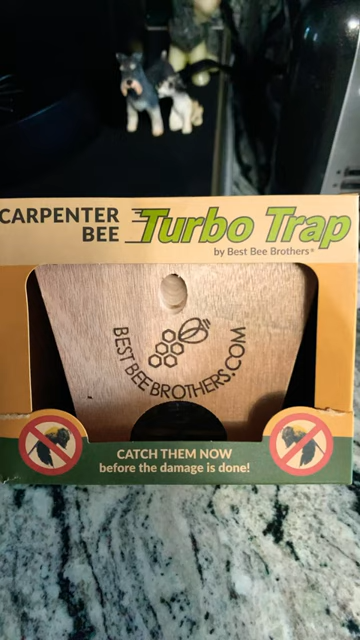 CARPENTER
BEE
Turbo Trap
by Best Bee Brothers®
BESTBEEBROTHERS.COM
CATCH THEM NOW
before the damage is done!